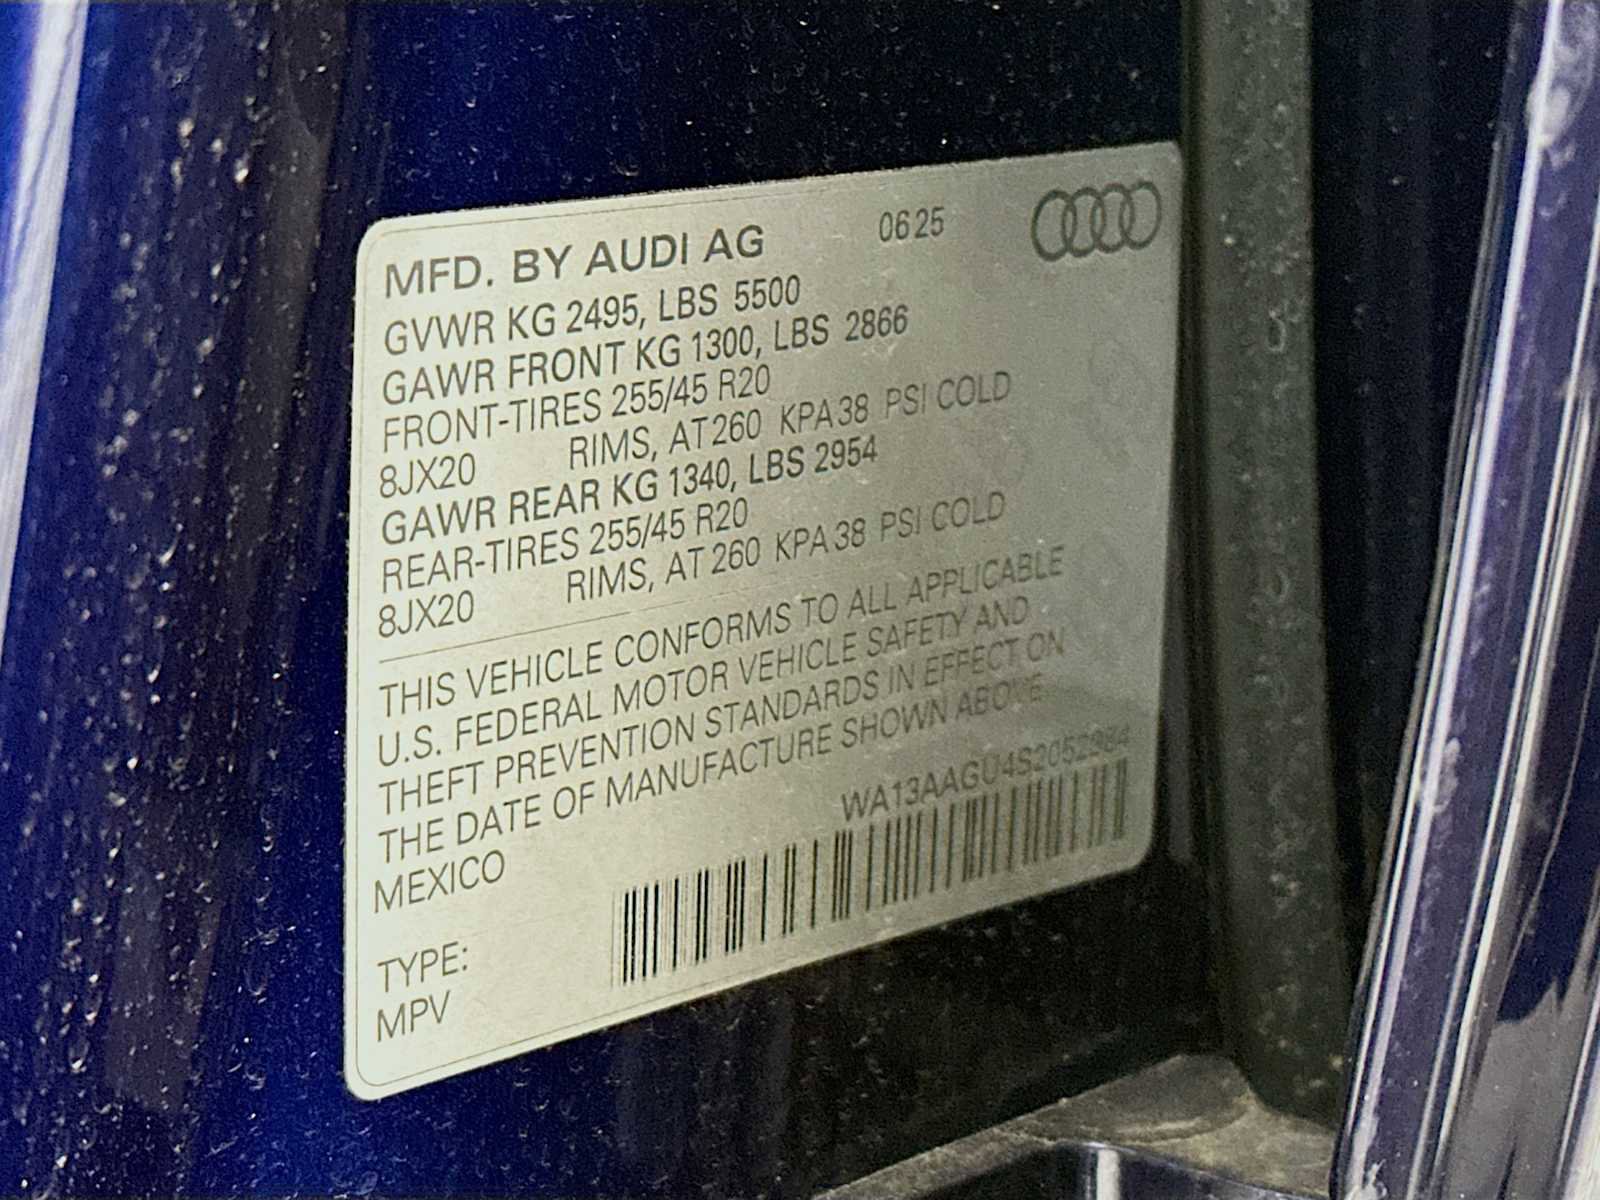 MFD. BY AUDI AG 06 25
GVWR KG 2495, LBS 5500
GAWR FRONT KG 1300, LBS 2866
FRONT-TIRES 255/45 R20
8JX20 RIMS, AT 260 KPA 38 PSI COLD
GAWR REAR KG 1340, LBS 2954
REAR-TIRES 255/45 R20
8JX20 RIMS, AT 260 KPA 38 PSI COLD
THIS VEHICLE CONFORMS TO ALL APPLICABLE
U.S. FEDERAL MOTOR VEHICLE SAFETY AND
THEFT PREVENTION STANDARDS IN EFFECT ON
THE DATE OF MANUFACTURE SHOWN ABOVE
MEXICO
WA13AAGU4S2052984
TYPE:
MPV